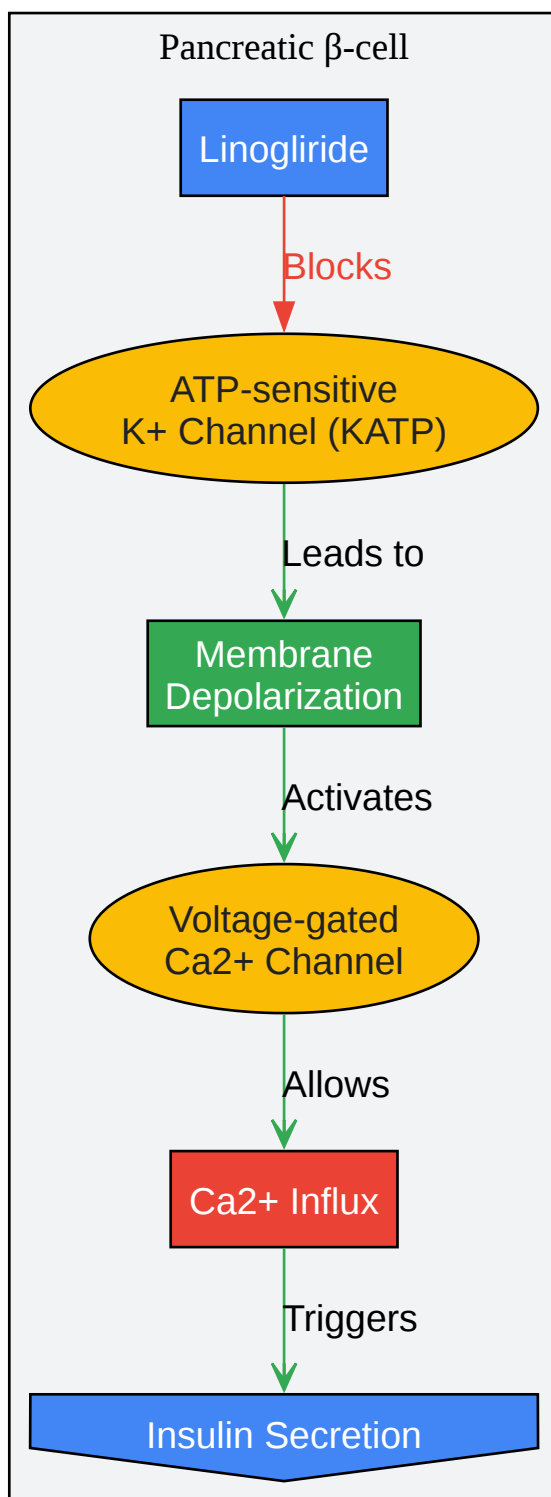 Pancreatic β-cell
Linogliride
Blocks
ATP-sensitive
K+ Channel (KATP)
Leads to
Membrane
Depolarization
Activates
Voltage-gated
Ca2+ Channel
Allows
Ca2+ Influx
Triggers
Insulin Secretion